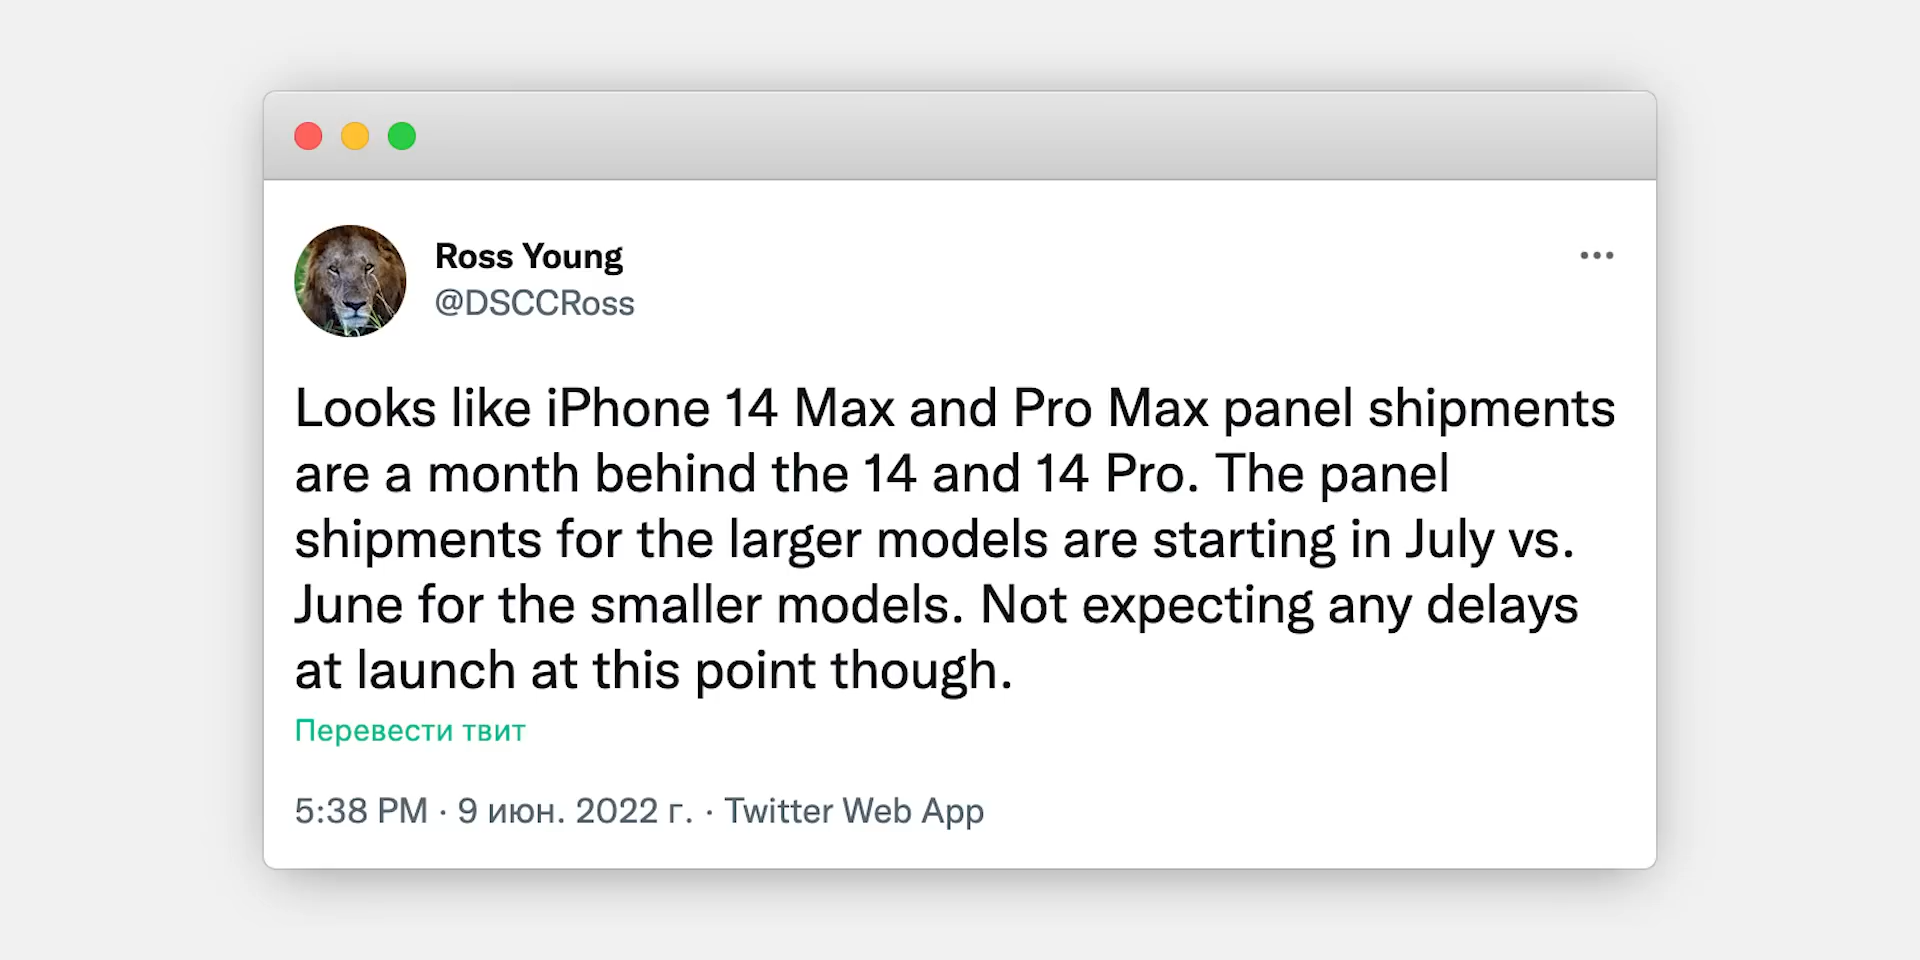 Ross Young
@DSCCRoss
Looks like iPhone 14 Max and Pro Max panel shipments
are a month behind the 14 and 14 Pro. The panel
shipments for the larger models are starting in July vs.
June for the smaller models. Not expecting any delays
at launch at this point though.
Перевести твит
5:38 PM · 9 июн. 2022 г. · Twitter Web App